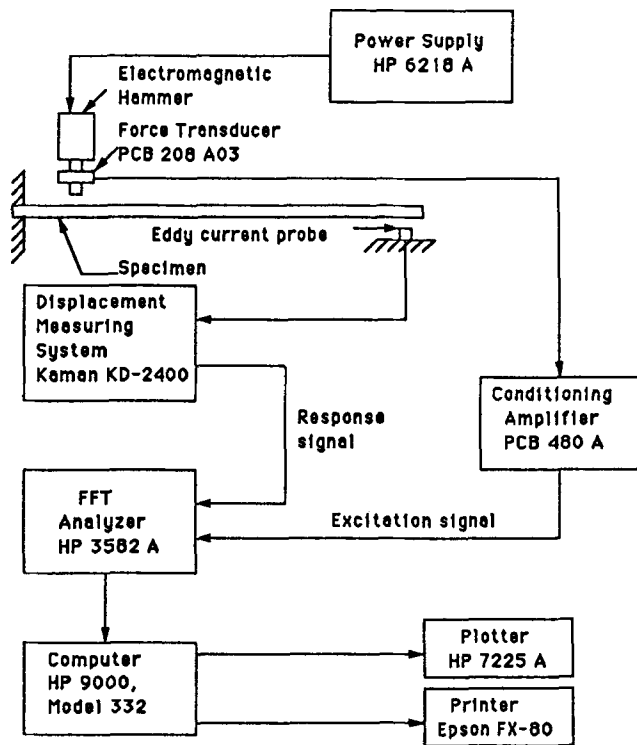 Power Supply
HP 6218 A
Electromagnetic
Hammer
Force Transducer
PCB 208 A03
Eddy current probe
Specimen
Displacement
Measuring
System
Kaman KD-2400
Response
signal
Conditioning
Amplifier
PCB 480 A
FFT
Analyzer
HP 3582 A
Excitation signal
Computer
HP 9000,
Model 332
Plotter
HP 7225 A
Printer
Epson FX-80